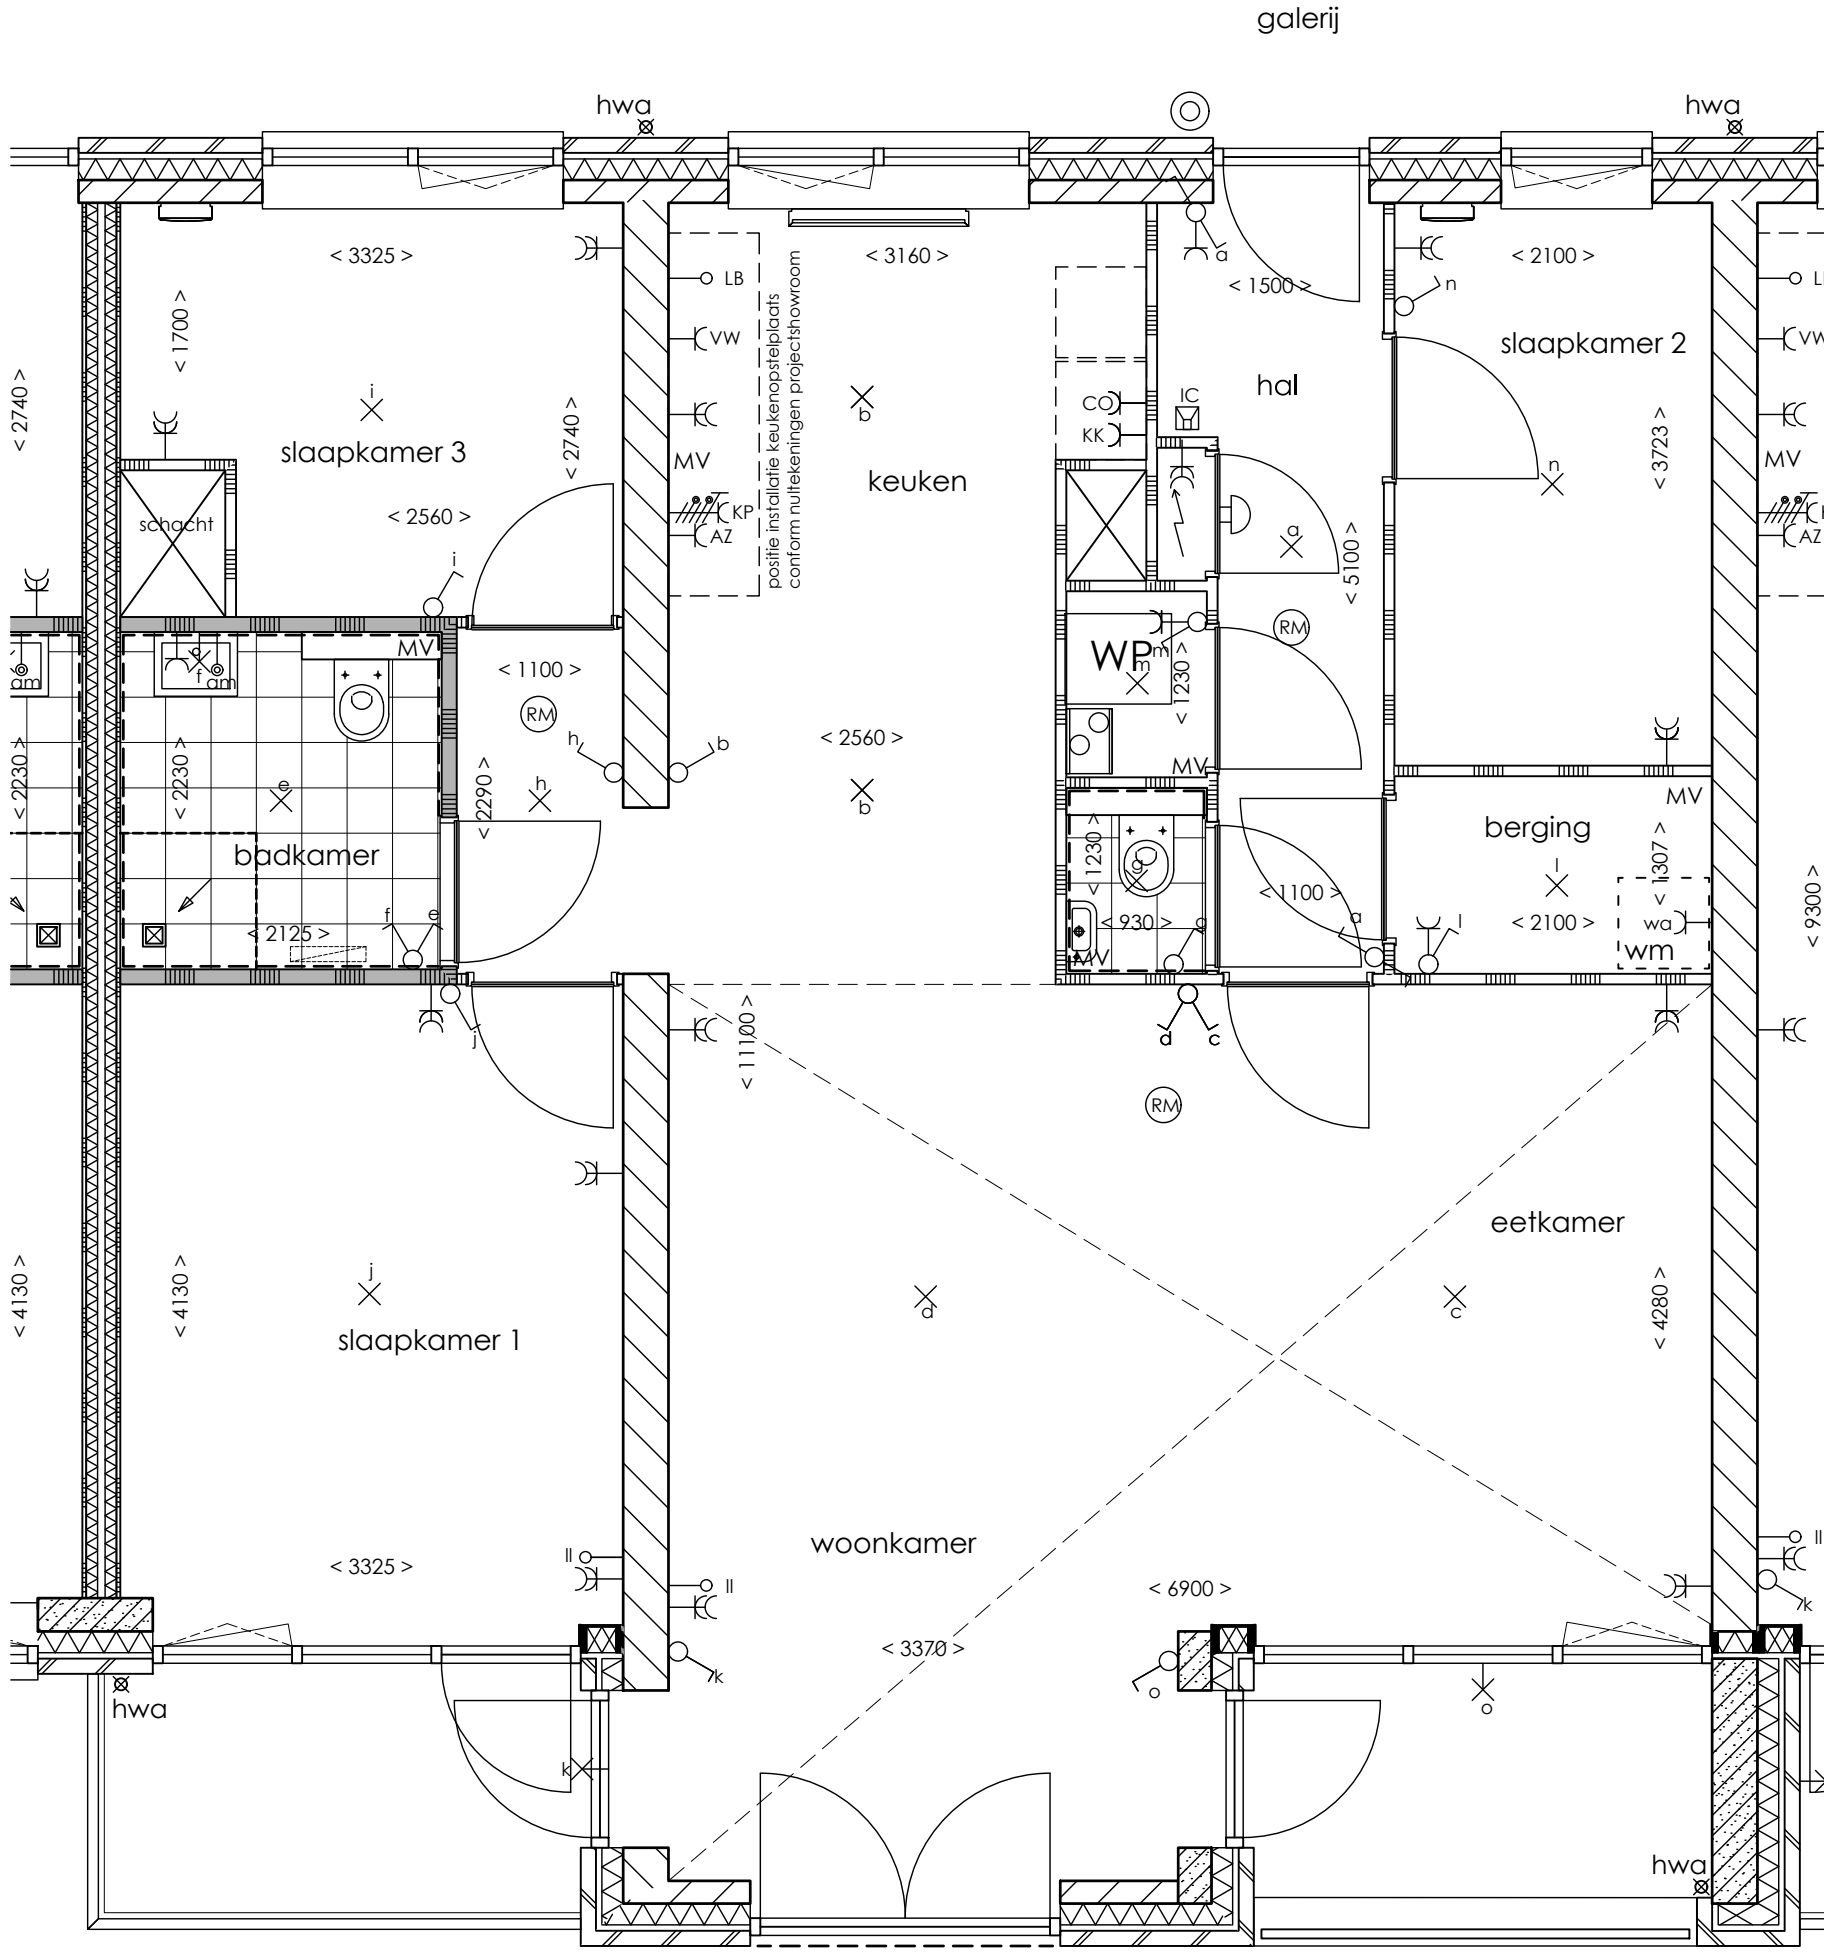 galerij
hwa
hwa
< 3325 >
< 3160 >
a
< 1500 >
< 2100 >
n
LB
VW
positie installatie keukenopstelplaats
conform nultekeningen projectshowroom
< 1700 >
< 2740 >
i
slaapkamer 3
< 2740 >
MV
b
CO
KK
IC
hal
slaapkamer 2
< 3723 >
VW
MV
keuken
n
schacht
< 2560 >
KP
AZ
a
< 5100 >
AZ
i
RM
am
f
am
MV
< 1100 >
RM
WP
m
m
< 1230 >
h
b
< 2560 >
< 2230 >
< 2230 >
e
h
< 2290 >
b
MV
MV
badkamer
< 1230 >
g
berging
l
< 1307 >
< 1100 >
< 930 >
f
e
< 2125 >
g
a
l
< 2100 >
wa
wm
MV
< 9300 >
j
< 11100 >
d
c
RM
eetkamer
< 4130 >
< 4130 >
j
d
c
< 4280 >
slaapkamer 1
woonkamer
ll
ll
ll
< 3325 >
< 6900 >
k
k
< 3370 >
o
o
hwa
k
hwa